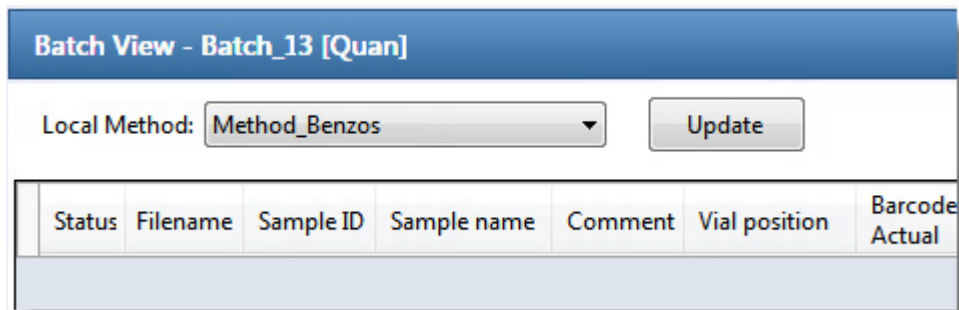 Batch View - Batch_13 [Quan]
Local Method: Method_Benzos Update
Status Filename Sample ID Sample name Comment Vial position Barcode
Actual